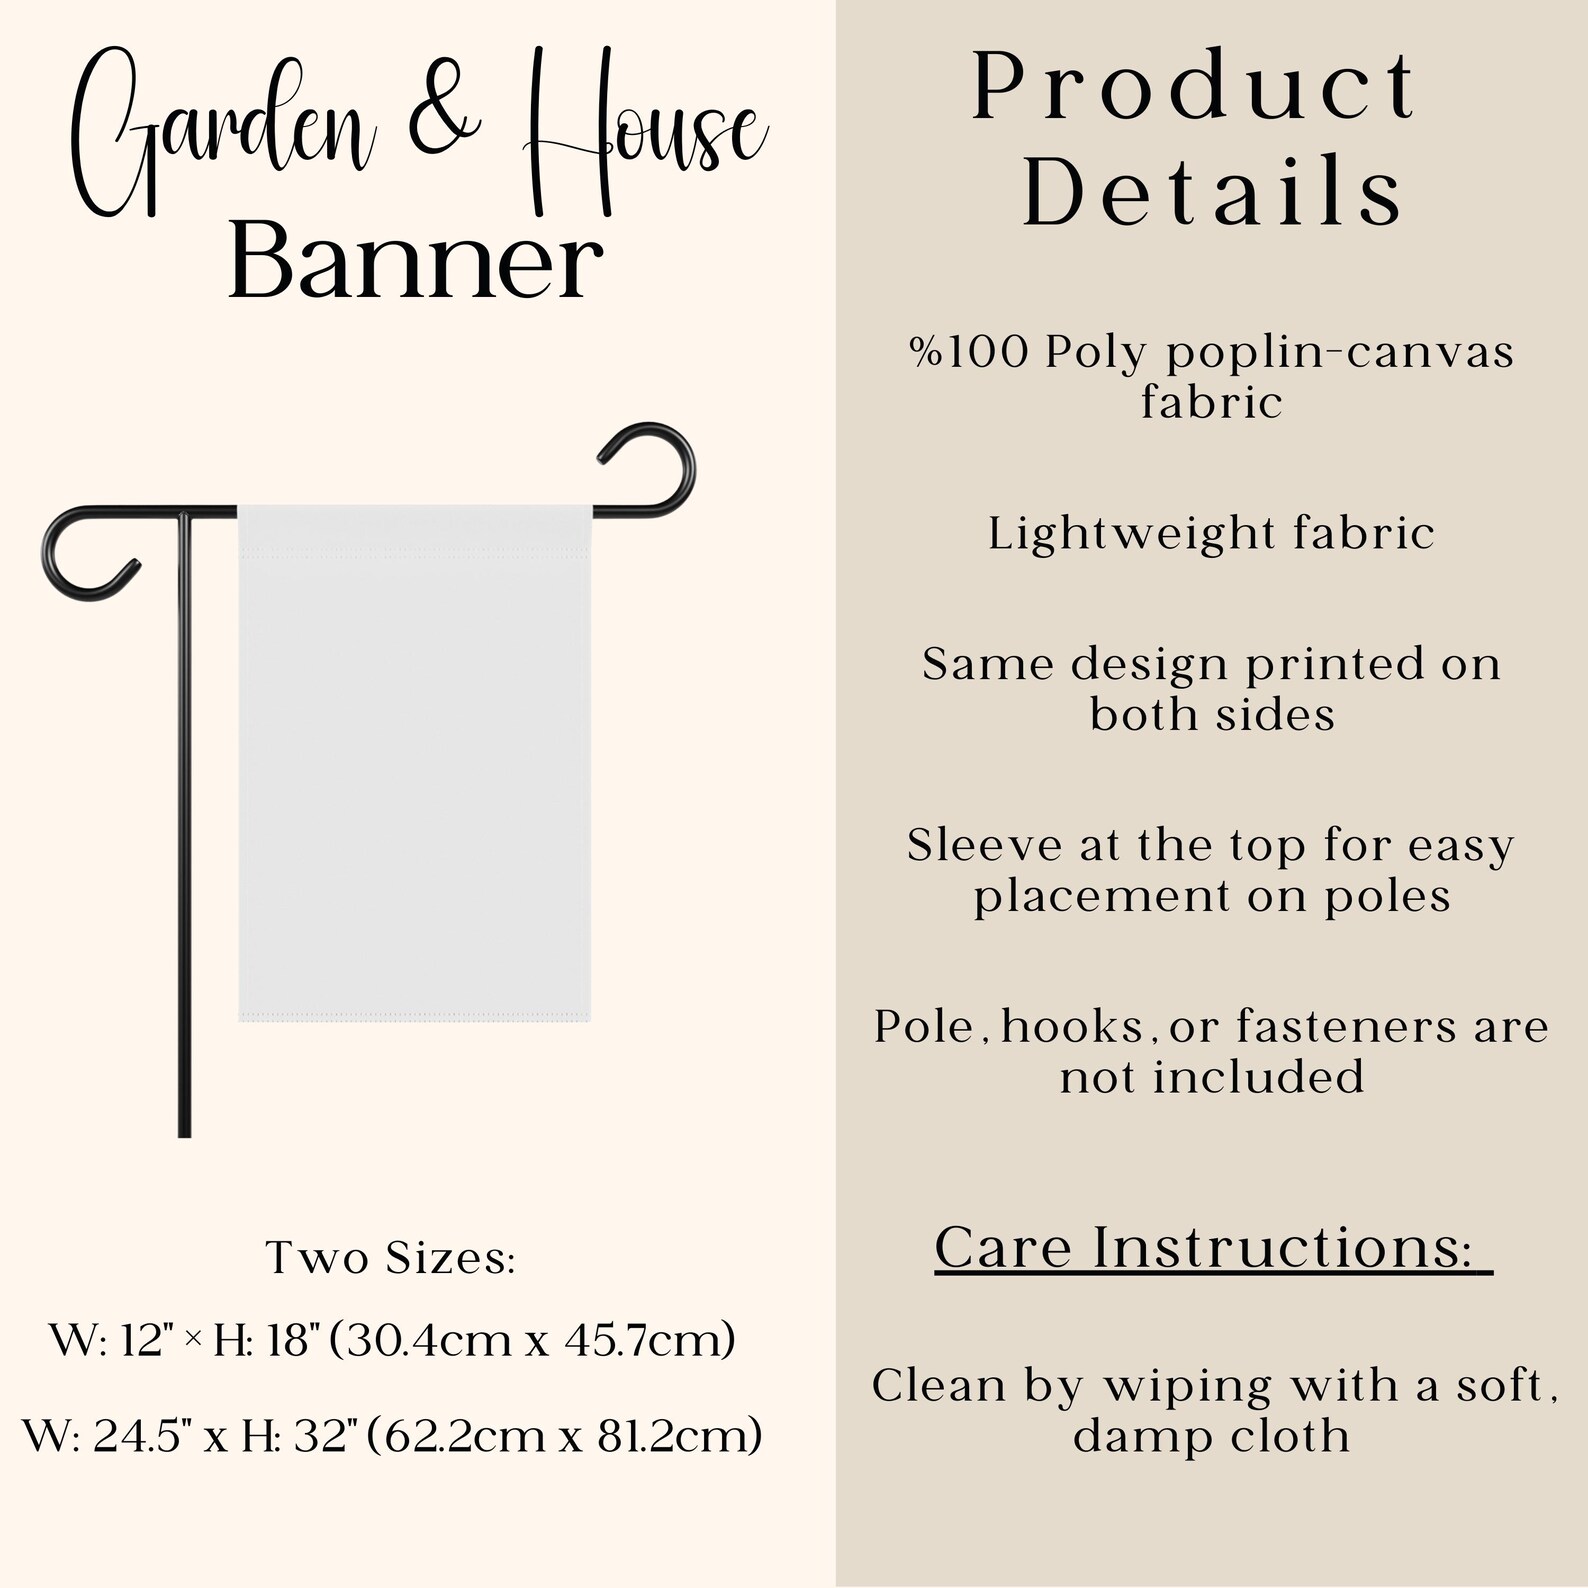 Garden & House
Banner
Two Sizes:
W: 12" × H: 18" (30.4cm x 45.7cm)
W: 24.5" x H: 32" (62.2cm x 81.2cm)
Product
Details
%100 Poly poplin-canvas
fabric
Lightweight fabric
Same design printed on
both sides
Sleeve at the top for easy
placement on poles
Pole, hooks, or fasteners are
not included
Care Instructions:
Clean by wiping with a soft,
damp cloth